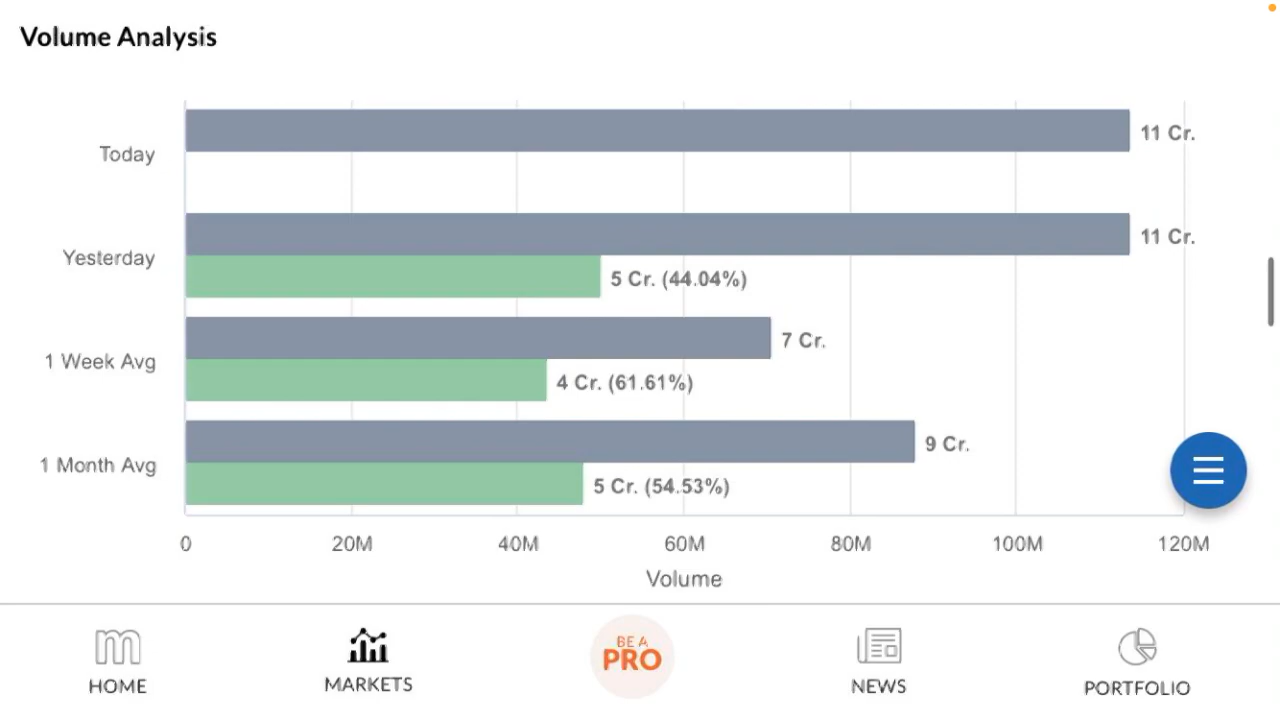 Volume Analysis
Today
11 Cr.
Yesterday
11 Cr.
5 Cr. (44.04%)
1 Week Avg
7 Cr.
4 Cr. (61.61%)
1 Month Avg
9 Cr.
5 Cr. (54.53%)
0 20M 40M 60M 80M 100M 120M
Volume
HOME
MARKETS
BE A
PRO
NEWS
PORTFOLIO